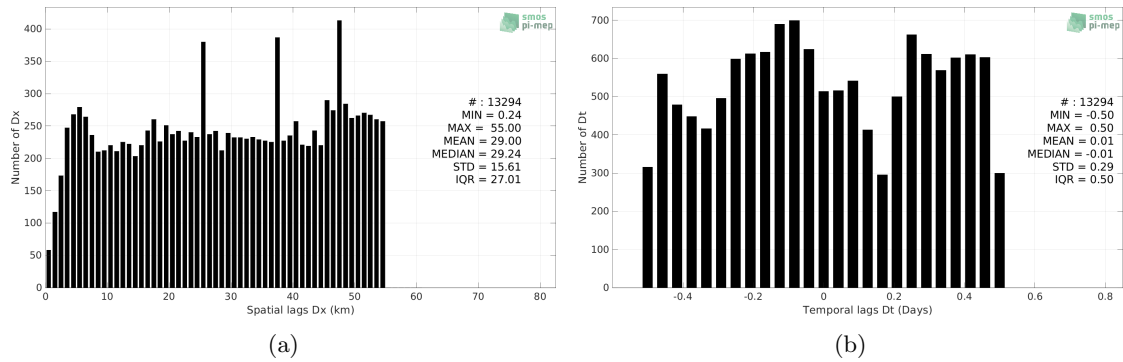 smos
pi-mep
400
350
300
250
200
150
100
50
0
Number of Dx
# : 13294
MIN = 0.24
MAX = 55.00
MEAN = 29.00
MEDIAN = 29.24
STD = 15.61
IQR = 27.01
0 10 20 30 40 50 60 70 80
Spatial lags Dx (km)
(a)
smos
pi-mep
700
600
500
400
300
200
100
0
Number of Dt
# : 13294
MIN = -0.50
MAX = 0.50
MEAN = 0.01
MEDIAN = -0.01
STD = 0.29
IQR = 0.50
-0.4 -0.2 0 0.2 0.4 0.6 0.8
Temporal lags Dt (Days)
(b)